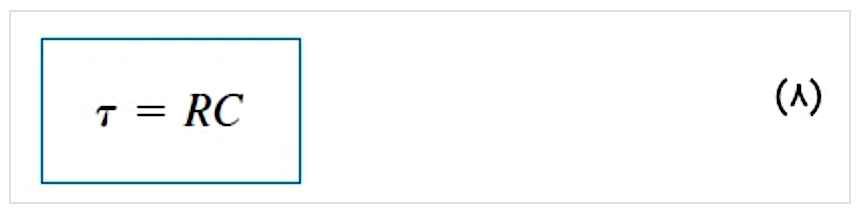 τ = RC (۸)